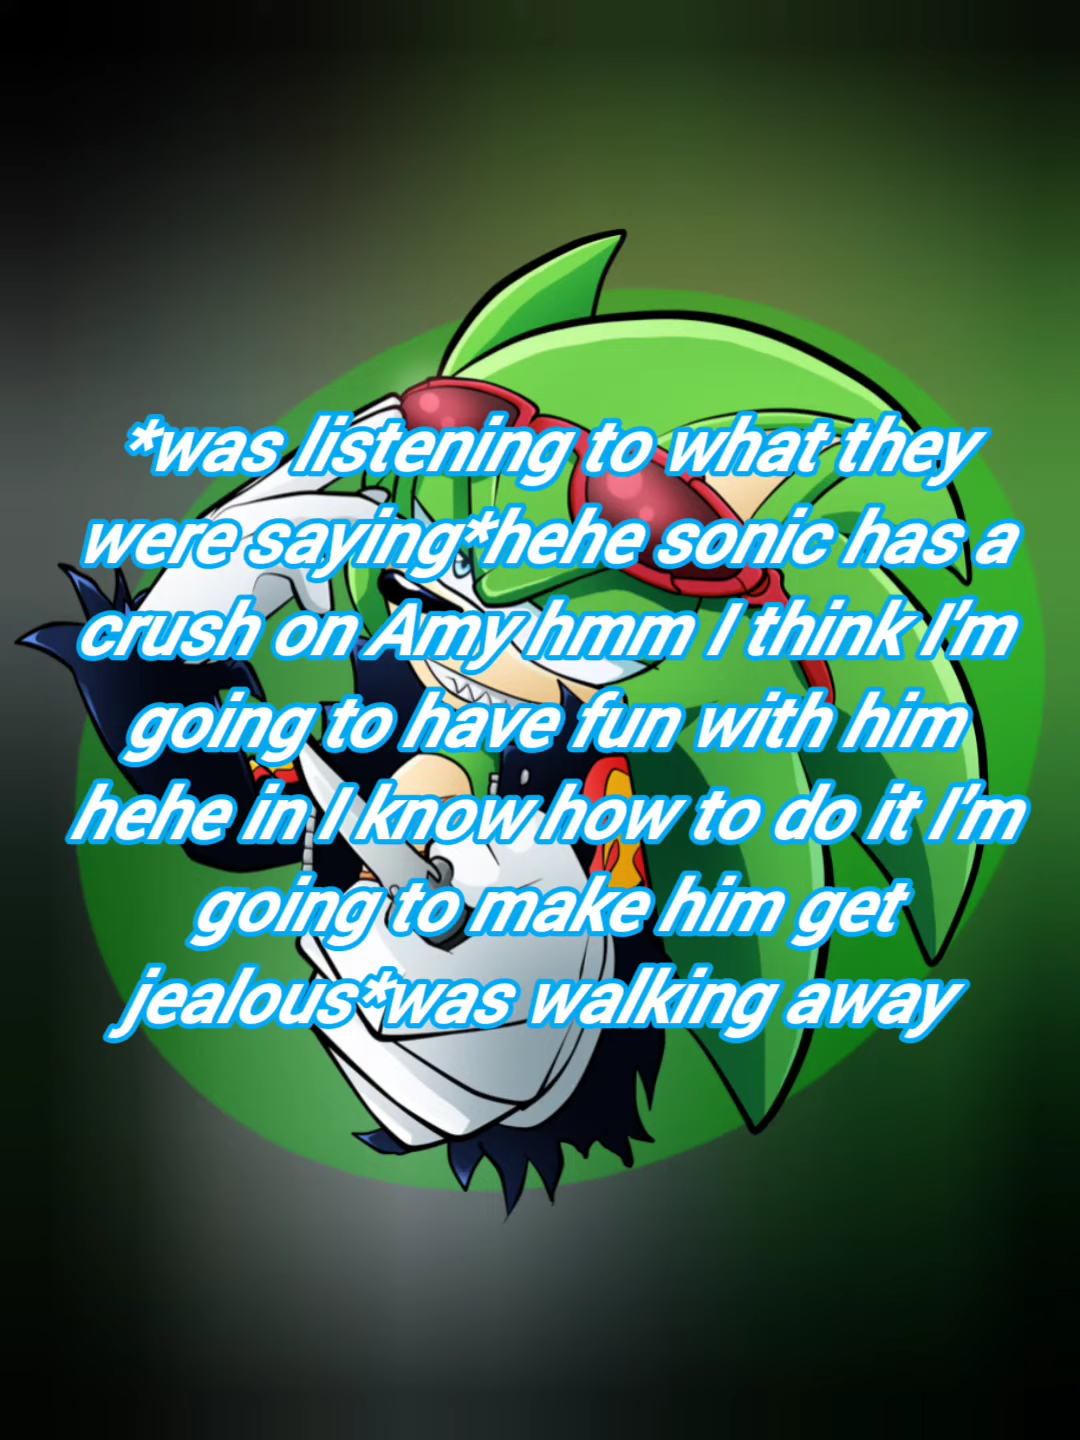 *was listening to what they
were saying*hehe sonic has a
crush on Amy hmm I think I'm
going to have fun with him
hehe in I know how to do it I'm
going to make him get
jealous*was walking away